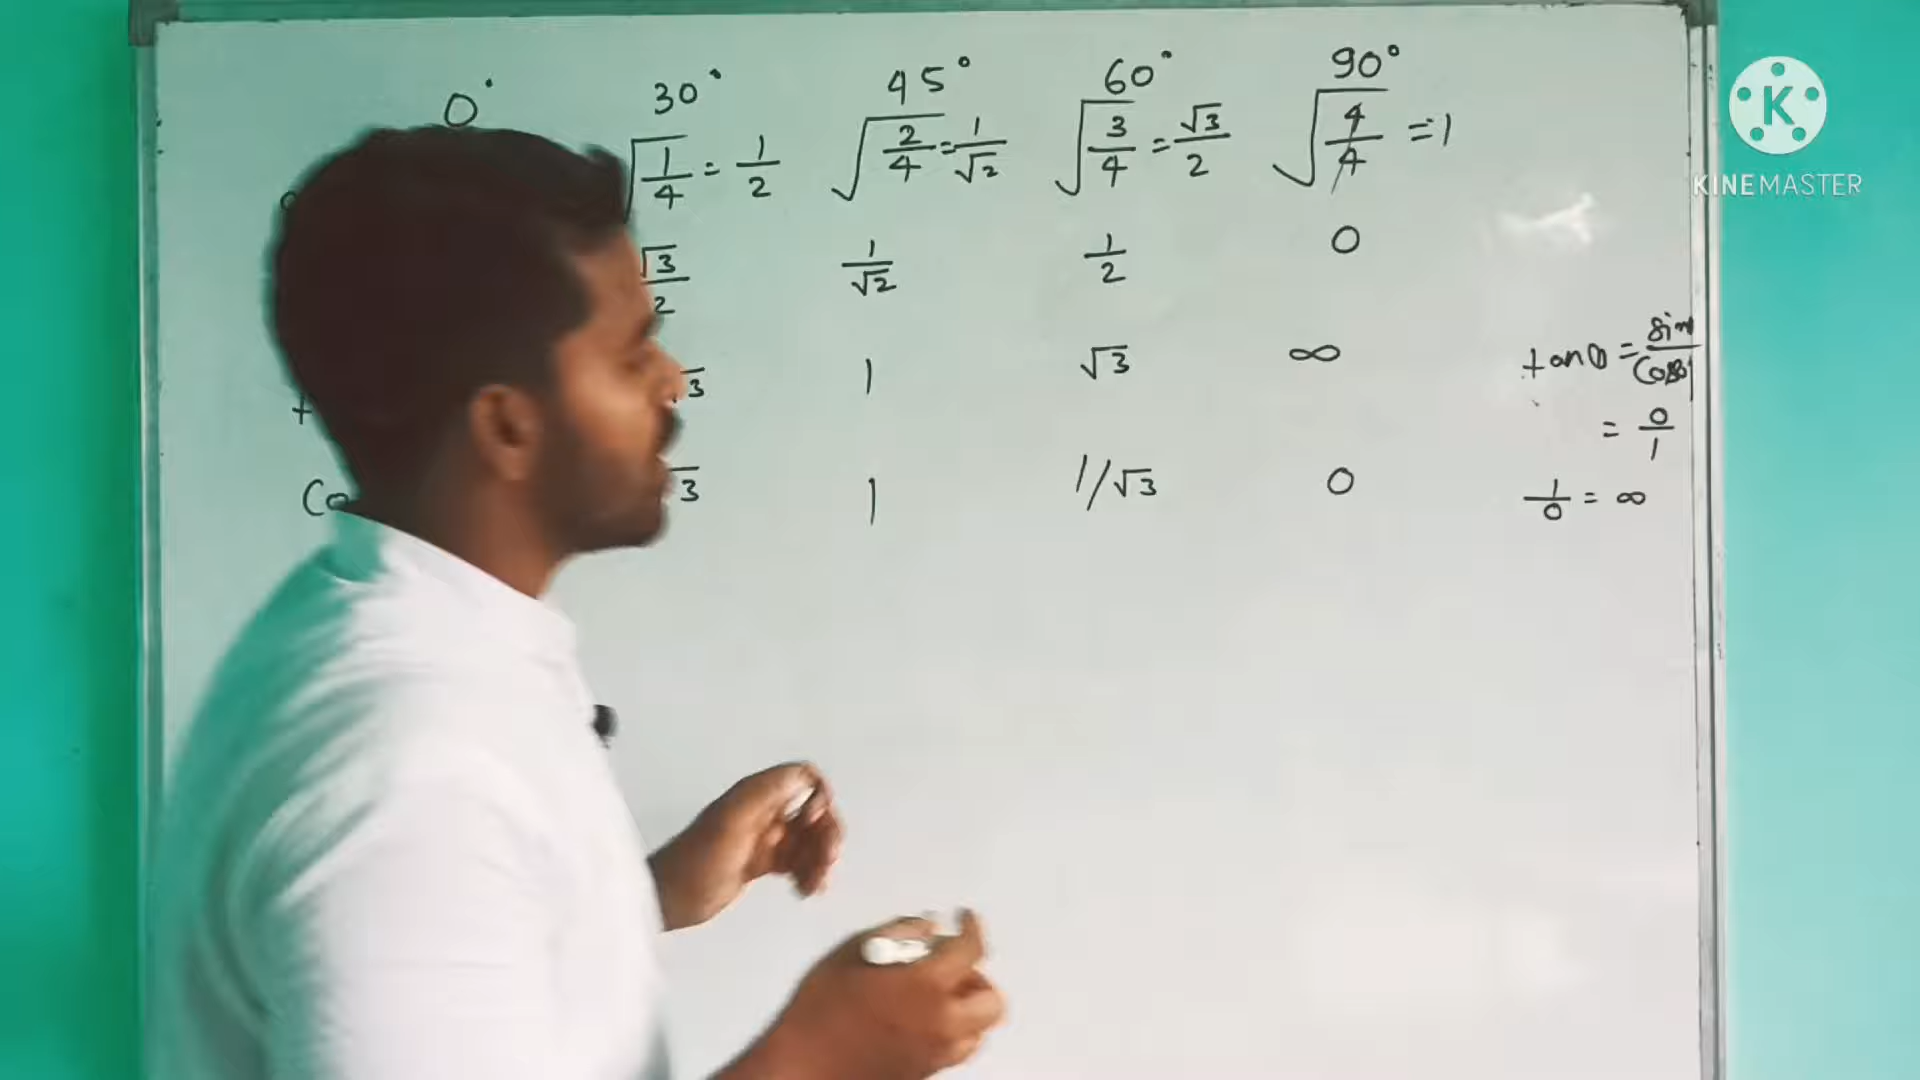 0° 30° 45° 60° 90°
√1/4 = 1/2 √2/4 = 1/√2 √3/4 = √3/2 √4/4 = 1
√3/2 1/√2 1/2 0
√3 1 √3 ∞
Co √3 1 1/√3 0
tanθ = sin/Cosθ
= 0/1
1/0 = ∞
K
KINEMASTER